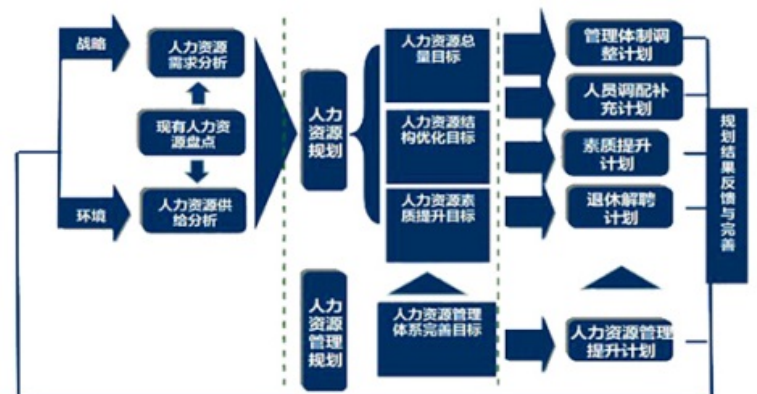 战略
人力资源
需求分析
现有人力资
源盘点
环境
人力资源供
给分析
人力
资源
规划
人力资源总
量目标
人力资源结
构优化目标
人力资源素
质提升目标
管理体制调
整计划
人员调配补
充计划
素质提升
计划
退休解聘
计划
规划结果反馈与完善
人力
资源
管理
规划
人力资源管理
体系完善目标
人力资源管理
提升计划